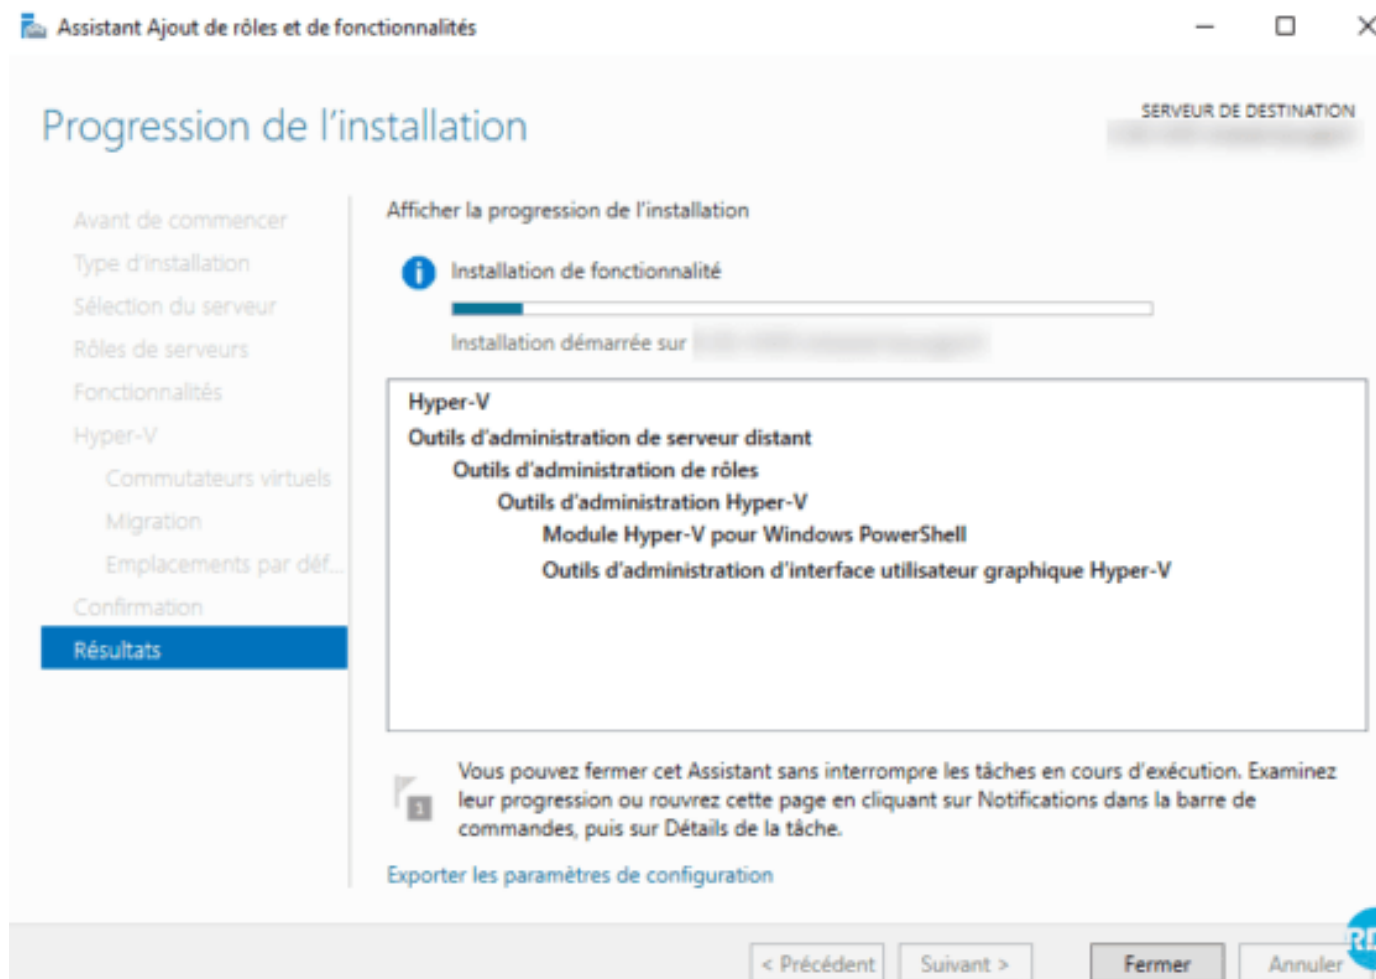 Assistant Ajout de rôles et de fonctionnalités
Progression de l'installation
SERVEUR DE DESTINATION
Avant de commencer
Type d'installation
Sélection du serveur
Rôles de serveurs
Fonctionnalités
Hyper-V
Commutateurs virtuels
Migration
Emplacements par déf...
Confirmation
Résultats
Afficher la progression de l'installation
Installation de fonctionnalité
Installation démarrée sur
Hyper-V
Outils d'administration de serveur distant
Outils d'administration de rôles
Outils d'administration Hyper-V
Module Hyper-V pour Windows PowerShell
Outils d'administration d'interface utilisateur graphique Hyper-V
1
Vous pouvez fermer cet Assistant sans interrompre les tâches en cours d'exécution. Examinez
leur progression ou rouvrez cette page en cliquant sur Notifications dans la barre de
commandes, puis sur Détails de la tâche.
Exporter les paramètres de configuration
< Précédent
Suivant >
Fermer
Annuler